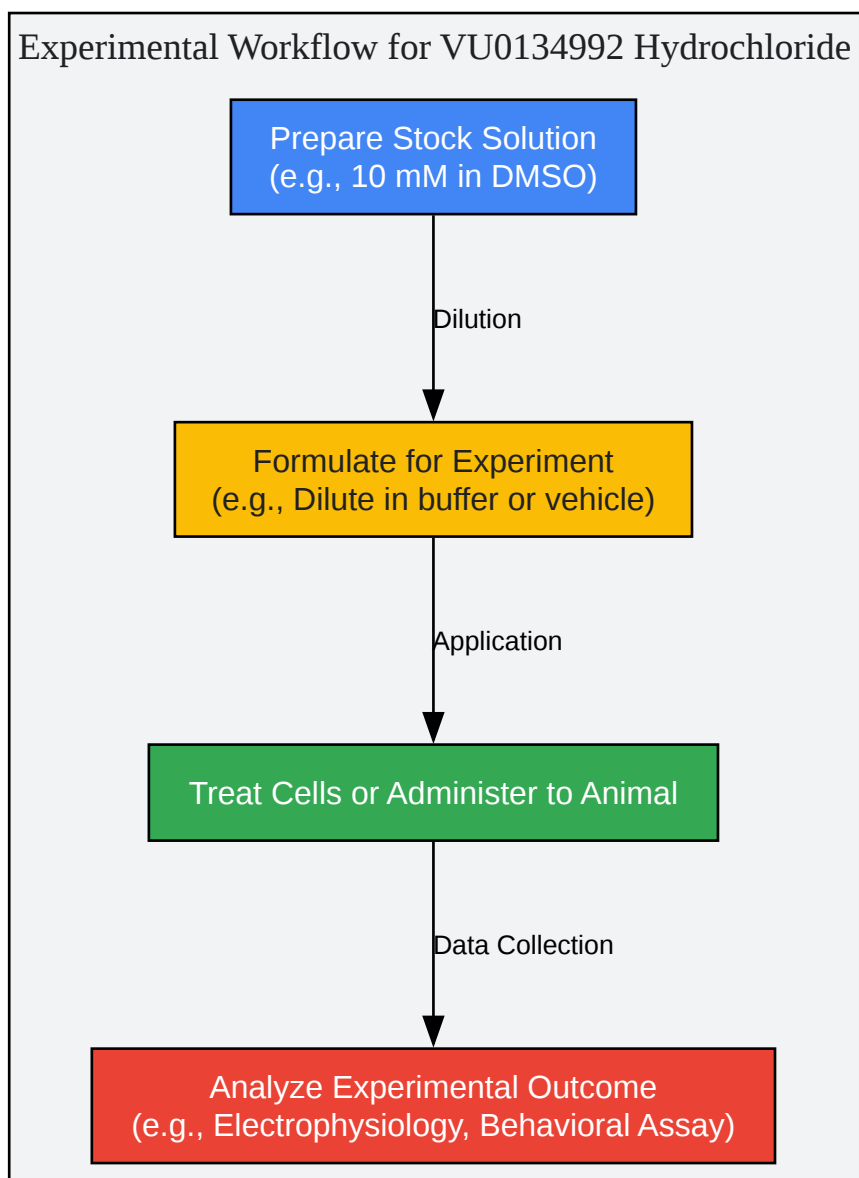 Experimental Workflow for VU0134992 Hydrochloride
Prepare Stock Solution
(e.g., 10 mM in DMSO)
Dilution
Formulate for Experiment
(e.g., Dilute in buffer or vehicle)
Application
Treat Cells or Administer to Animal
Data Collection
Analyze Experimental Outcome
(e.g., Electrophysiology, Behavioral Assay)